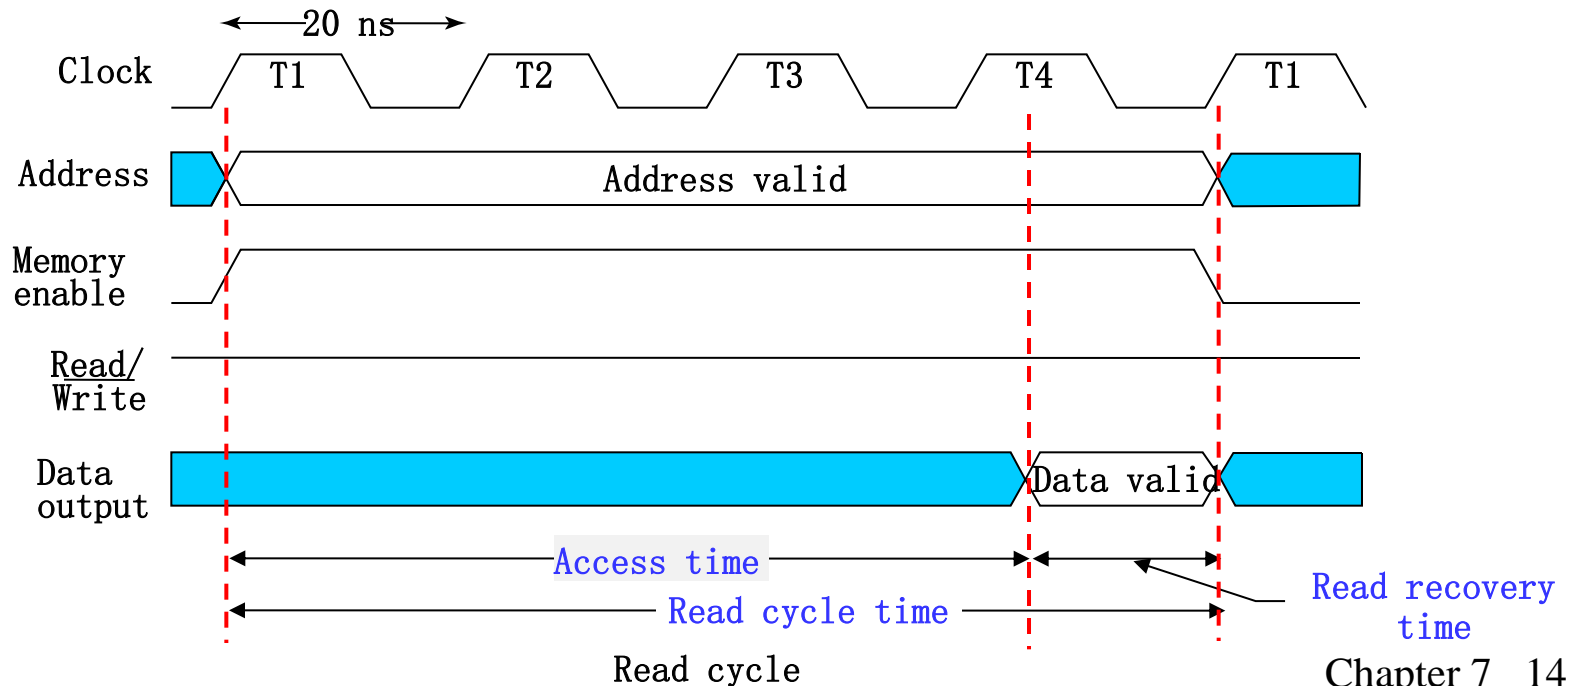 20 ns
Clock T1 T2 T3 T4 T1
Address Address valid
Memory
enable
Read/
Write
Data
output
Data valid
Access time
Read cycle time
Read recovery
time
Read cycle
Chapter 7 14